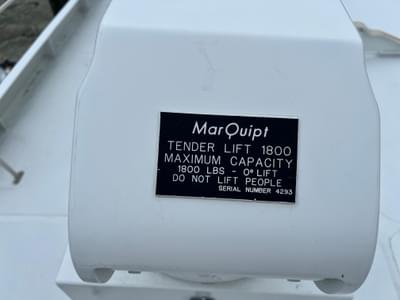 MarQuipt
TENDER LIFT 1800
MAXIMUM CAPACITY
1800 LBS - 0° LIFT
DO NOT LIFT PEOPLE
SERIAL NUMBER 4293